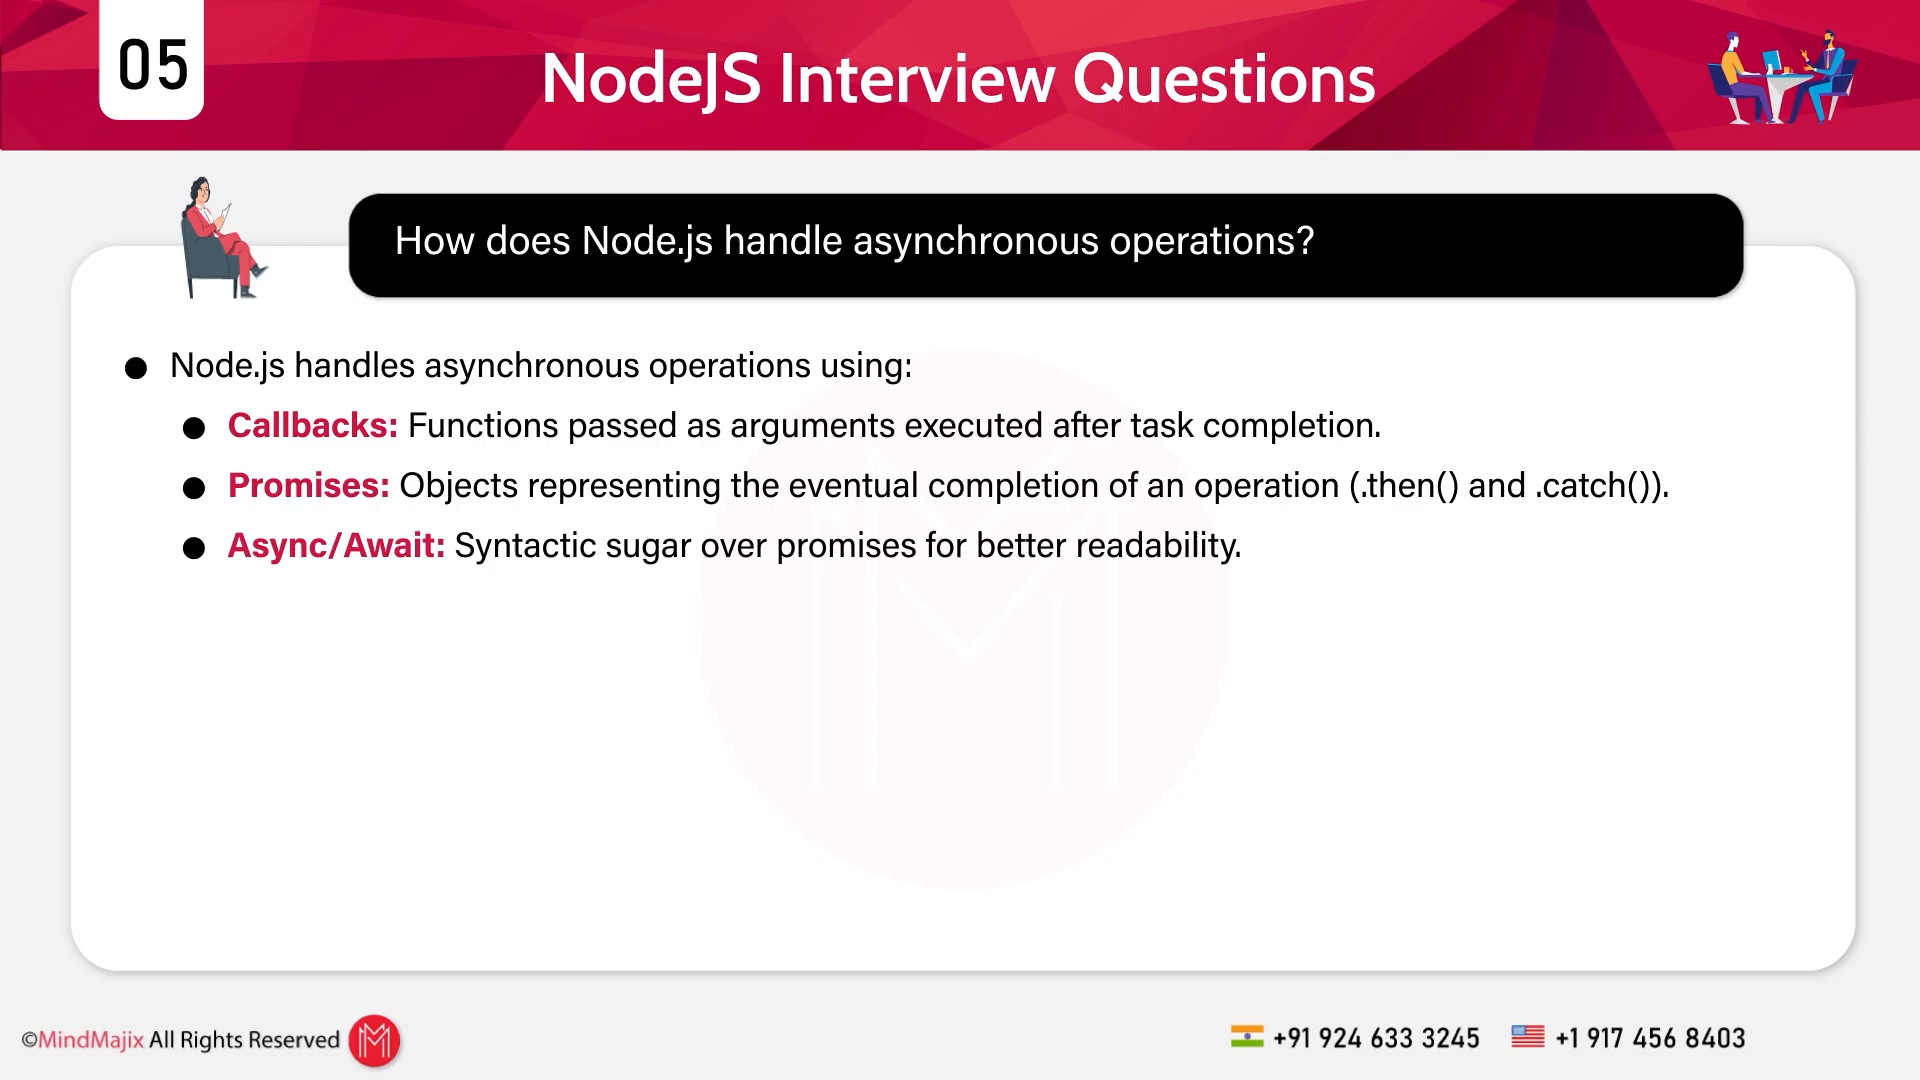 05
NodeJS Interview Questions
How does Node.js handle asynchronous operations?
● Node.js handles asynchronous operations using:
● Callbacks: Functions passed as arguments executed after task completion.
● Promises: Objects representing the eventual completion of an operation (.then() and .catch()).
● Async/Await: Syntactic sugar over promises for better readability.
©MindMajix All Rights Reserved
+91 924 633 3245 +1 917 456 8403